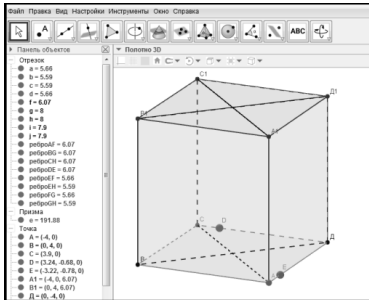 Файл Правка Вид Настройки Инструменты Окно Справка
ABC
Панель объектов
Полотно 3D
Отрезок
a = 5.66
b = 5.59
c = 5.59
d = 5.66
f = 6.07
g = 8
h = 8
i = 7.9
j = 7.9
реброAF = 6.07
реброBG = 6.07
реброCH = 6.07
реброDE = 6.07
реброEF = 5.66
реброEH = 5.59
реброFG = 5.66
реброGH = 5.59
Призма
e = 191.88
Точка
A = (-4, 0)
B = (0, 4, 0)
C = (3.9, 0)
D = (3.24, -0.68, 0)
E = (-3.22, -0.78, 0)
A1 = (-4, 0, 6.07)
B1 = (0, 4, 6.07)
Д = (0, -4, 0)
C1
Д1
B1
A1
C
D
B
Д
E
A